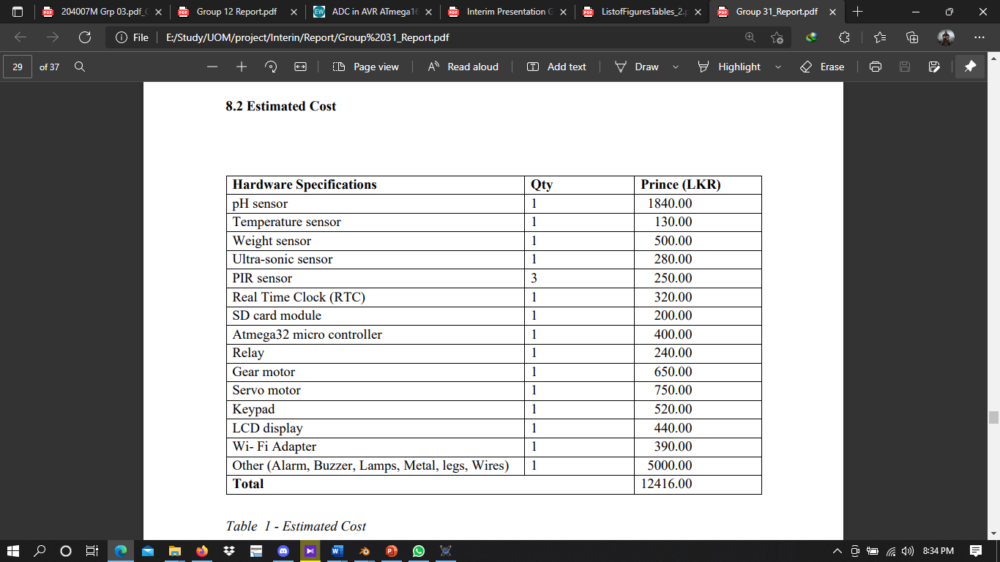 204007M Grp 03.pdf_
Group 12 Report.pdf
ADC in AVR ATmega16
Interim Presentation G
ListofFiguresTables_2.p
Group 31_Report.pdf
File E:/Study/UOM/project/Interin/Report/Group%2031_Report.pdf
29 of 37 Page view Read aloud Add text Draw Highlight Erase
8.2 Estimated Cost
Hardware Specifications Qty Prince (LKR)
pH sensor 1 1840.00
Temperature sensor 1 130.00
Weight sensor 1 500.00
Ultra-sonic sensor 1 280.00
PIR sensor 3 250.00
Real Time Clock (RTC) 1 320.00
SD card module 1 200.00
Atmega32 micro controller 1 400.00
Relay 1 240.00
Gear motor 1 650.00
Servo motor 1 750.00
Keypad 1 520.00
LCD display 1 440.00
Wi- Fi Adapter 1 390.00
Other (Alarm, Buzzer, Lamps, Metal, legs, Wires) 1 5000.00
Total 12416.00
Table 1 - Estimated Cost
8:34 PM